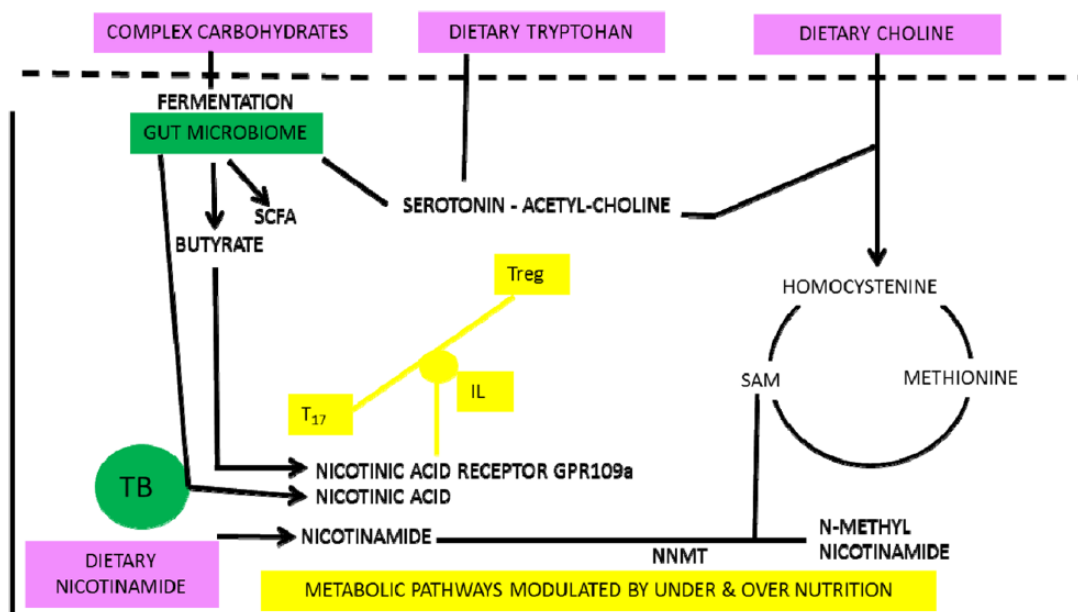 COMPLEX CARBOHYDRATES
DIETARY TRYPTOHAN
DIETARY CHOLINE
FERMENTATION
GUT MICROBIOME
SEROTONIN - ACETYL-CHOLINE
SCFA
BUTYRATE
Treg
HOMOCYSTENINE
IL
SAM
METHIONINE
T₁₇
NICOTINIC ACID RECEPTOR GPR109a
TB
NICOTINIC ACID
NICOTINAMIDE
N-METHYL
NICOTINAMIDE
NNMT
DIETARY
NICOTINAMIDE
METABOLIC PATHWAYS MODULATED BY UNDER & OVER NUTRITION